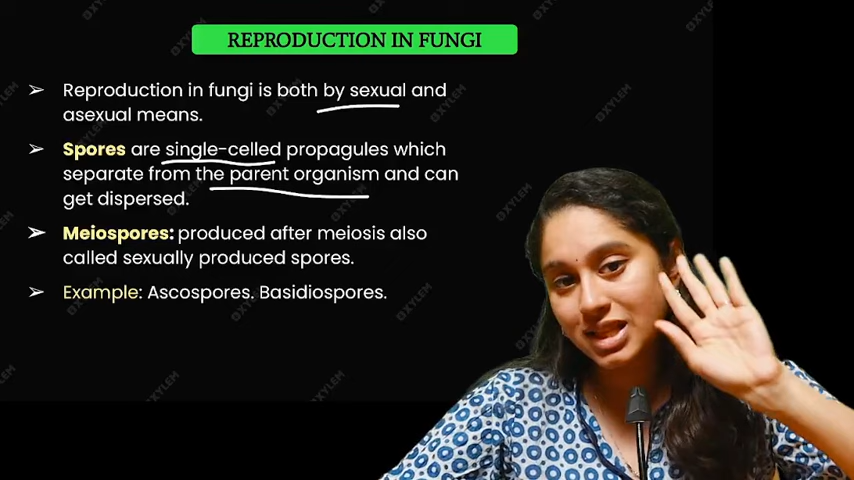 REPRODUCTION IN FUNGI
➢ Reproduction in fungi is both by sexual and
asexual means.
➢ Spores are single-celled propagules which
separate from the parent organism and can
get dispersed.
➢ Meiospores: produced after meiosis also
called sexually produced spores.
➢ Example: Ascospores. Basidiospores.
OXYLEM